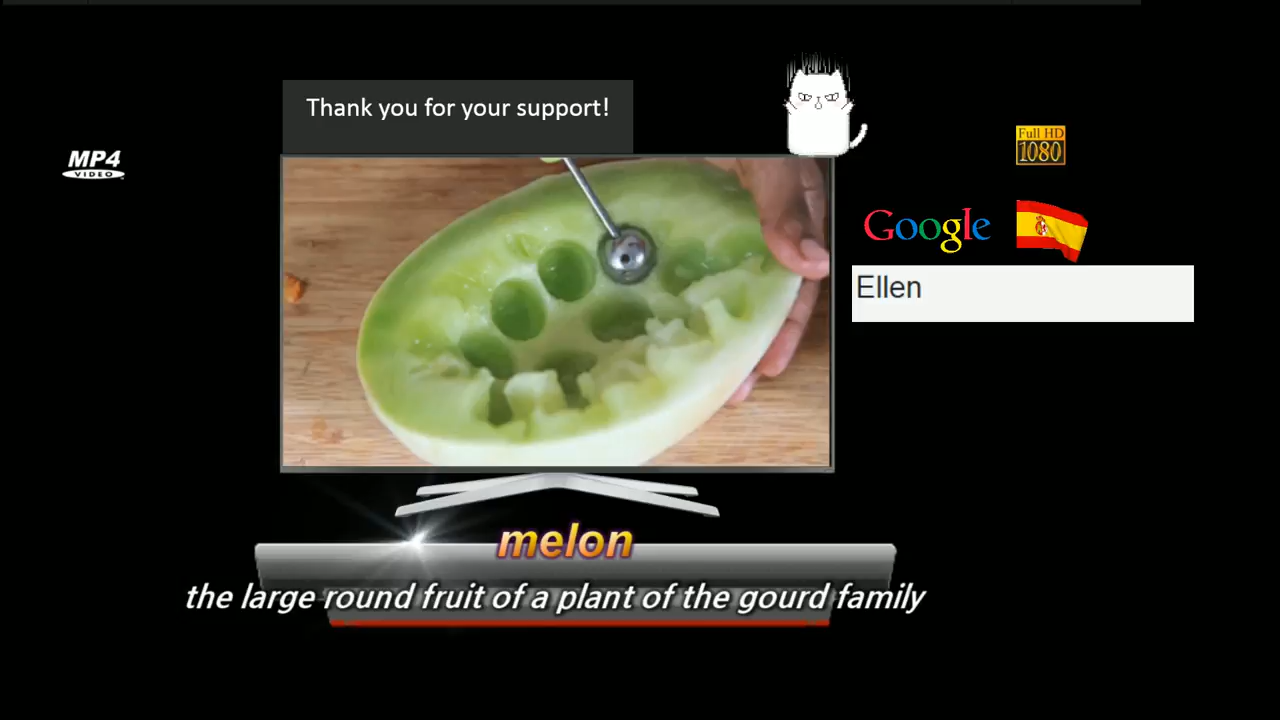 Thank you for your support!
MP4
VIDEO
Full HD
1080
Google
Ellen
melon
the large round fruit of a plant of the gourd family